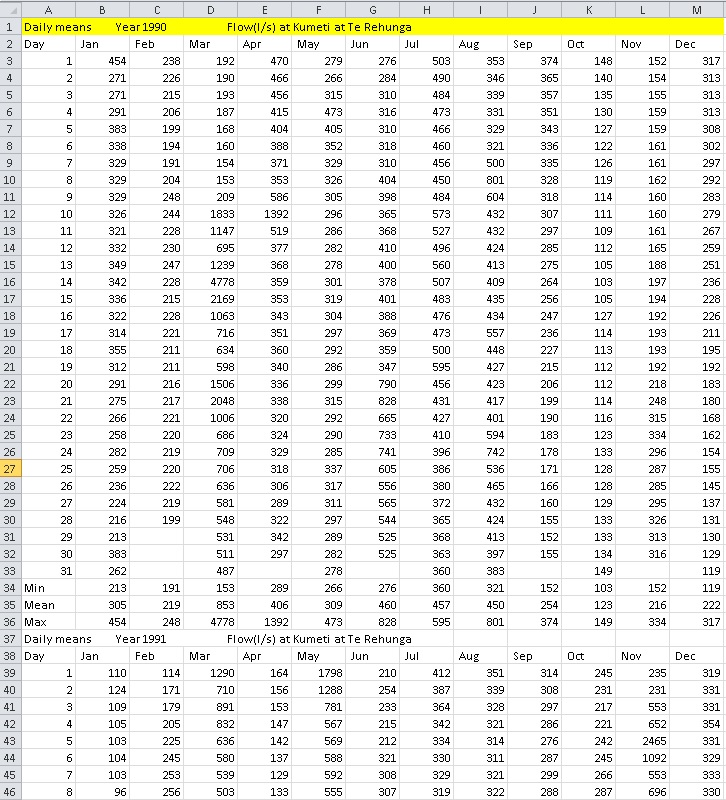 A B C D E F G H I J K L M
1 Daily means Year 1990 Flow(l/s) at Kumeti at Te Rehunga
2 Day Jan Feb Mar Apr May Jun Jul Aug Sep Oct Nov Dec
3 1 454 238 192 470 279 276 503 353 374 148 152 317
4 2 271 226 190 466 266 284 490 346 365 140 154 313
5 3 271 215 193 456 315 310 484 339 357 135 155 313
6 4 291 206 187 415 473 316 473 331 351 130 159 313
7 5 383 199 168 404 405 310 466 329 343 127 159 308
8 6 338 194 160 388 352 318 460 321 336 122 161 302
9 7 329 191 154 371 329 310 456 500 335 126 161 297
10 8 329 204 153 353 326 404 450 801 328 119 162 292
11 9 329 248 209 586 305 398 484 604 318 114 160 283
12 10 326 244 1833 1392 296 365 573 432 307 111 160 279
13 11 321 228 1147 519 286 368 527 432 297 109 161 267
14 12 332 230 695 377 282 410 496 424 285 112 165 259
15 13 349 247 1239 368 278 400 560 413 275 105 188 251
16 14 342 228 4778 359 301 378 507 409 264 103 197 236
17 15 336 215 2169 353 319 401 483 435 256 105 194 228
18 16 322 228 1063 343 304 388 476 434 247 127 192 226
19 17 314 221 716 351 297 369 473 557 236 114 193 211
20 18 355 211 634 360 292 359 500 448 227 113 193 195
21 19 312 211 598 340 286 347 595 427 215 112 192 192
22 20 291 216 1506 336 299 790 456 423 206 112 218 183
23 21 275 217 2048 338 315 828 431 417 199 114 248 180
24 22 266 221 1006 320 292 665 427 401 190 116 315 168
25 23 258 220 686 324 290 733 410 594 183 123 334 162
26 24 282 219 709 329 285 741 396 742 178 133 296 154
27 25 259 220 706 318 337 605 386 536 171 128 287 155
28 26 236 222 636 306 317 556 380 465 166 128 285 145
29 27 224 219 581 289 311 565 372 432 160 129 295 137
30 28 216 199 548 322 297 544 365 424 155 133 326 131
31 29 213 531 342 289 525 368 413 152 133 313 130
32 30 383 511 297 282 525 363 397 155 134 316 129
33 31 262 487 278 360 383 149 119
34 Min 213 191 153 289 266 276 360 321 152 103 152 119
35 Mean 305 219 853 406 309 460 457 450 254 123 216 222
36 Max 454 248 4778 1392 473 828 595 801 374 149 334 317
37 Daily means Year 1991 Flow(l/s) at Kumeti at Te Rehunga
38 Day Jan Feb Mar Apr May Jun Jul Aug Sep Oct Nov Dec
39 1 110 114 1290 164 1798 210 412 351 314 245 235 319
40 2 124 171 710 156 1288 254 387 339 308 231 231 331
41 3 109 179 891 153 781 233 364 328 297 217 553 331
42 4 105 205 832 147 567 215 342 321 286 221 652 354
43 5 103 225 636 142 569 212 334 314 276 242 2465 331
44 6 104 245 580 137 588 321 330 311 287 245 1092 329
45 7 103 253 539 129 592 308 329 321 299 266 553 333
46 8 96 256 503 133 555 307 319 322 288 287 696 330